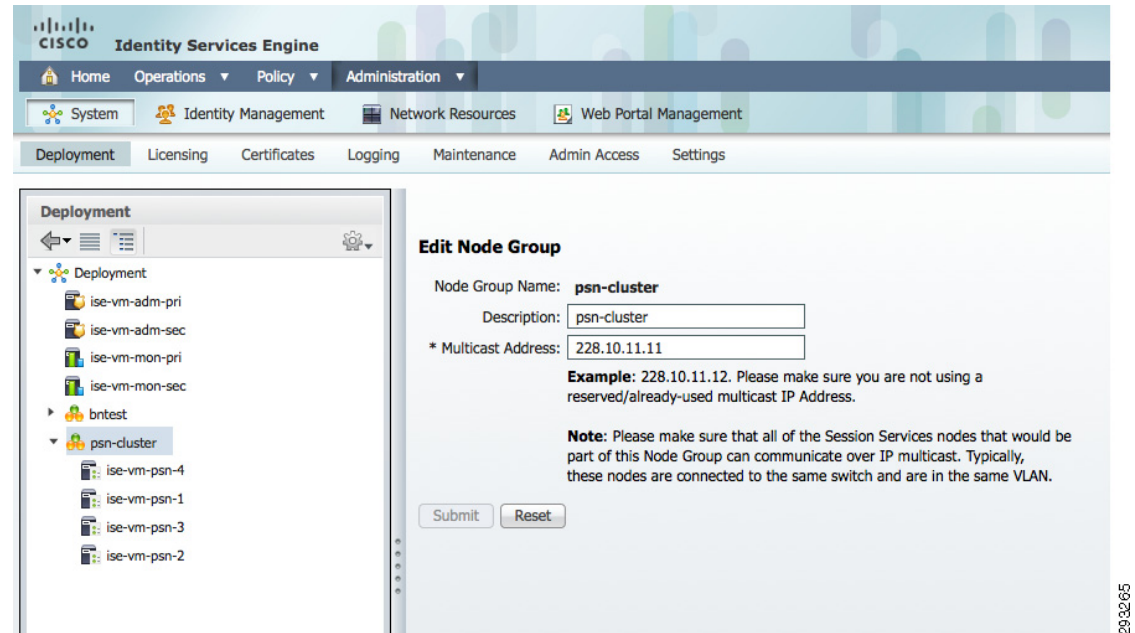 CISCO Identity Services Engine
Home Operations Policy Administration
System Identity Management Network Resources Web Portal Management
Deployment Licensing Certificates Logging Maintenance Admin Access Settings
Deployment
Deployment
ise-vm-adm-pri
ise-vm-adm-sec
ise-vm-mon-pri
ise-vm-mon-sec
bntest
psn-cluster
ise-vm-psn-4
ise-vm-psn-1
ise-vm-psn-3
ise-vm-psn-2
Edit Node Group
Node Group Name: psn-cluster
Description: psn-cluster
* Multicast Address: 228.10.11.11
Example: 228.10.11.12. Please make sure you are not using a
reserved/already-used multicast IP Address.
Note: Please make sure that all of the Session Services nodes that would be
part of this Node Group can communicate over IP multicast. Typically,
these nodes are connected to the same switch and are in the same VLAN.
Submit Reset
293265